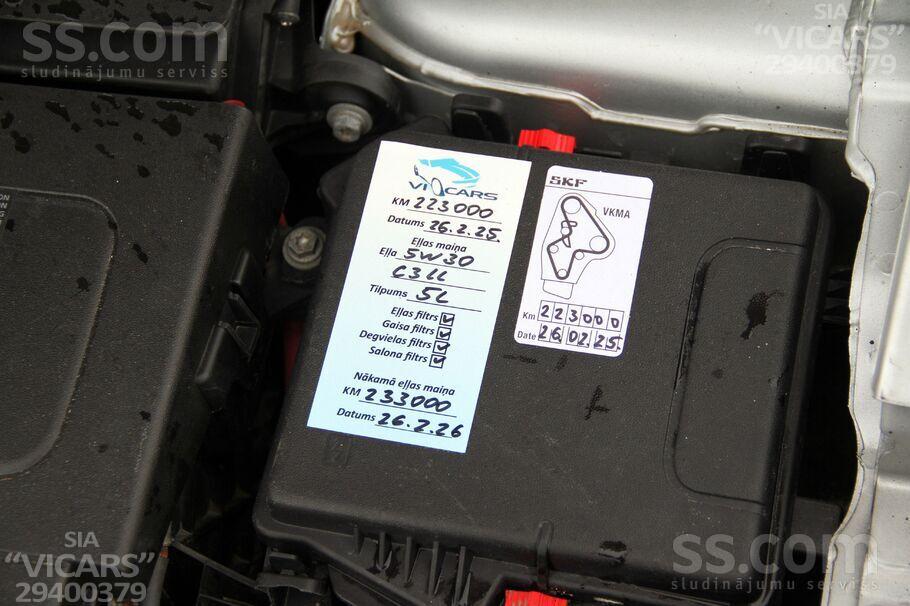 ss.com
sludinājumu serviss
SIA
“VICARS”
29400379
VICARS
KM 223000
Datums 26.2.25.
Eļļas maiņa
Eļļa 5W30
C3 LL
Tilpums 5L
Eļļas filtrs
Gaisa filtrs
Degvielas filtrs
Salona filtrs
Nākamā eļļas maiņa
KM 233000
Datums 26.2.26
SKF
VKMA
Km 223000
Date 26.02.25.
SIA
“VICARS”
29400379
ss.com
sludinājumu serviss